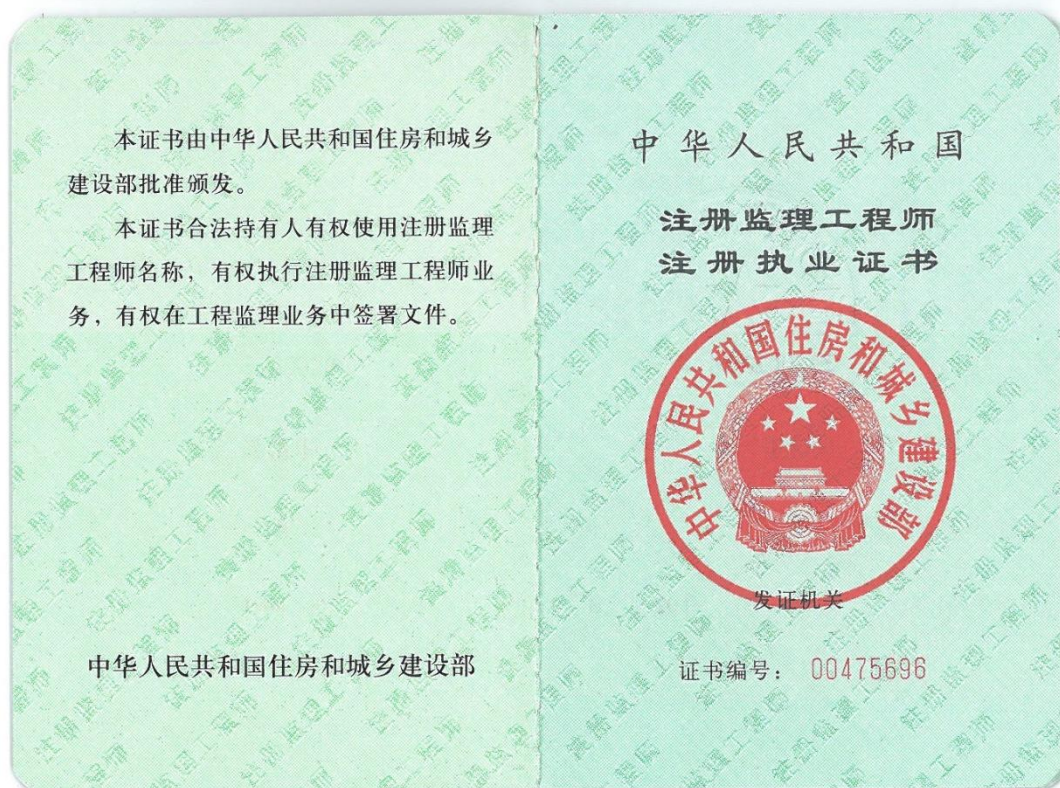 本证书由中华人民共和国住房和城乡
建设部批准颁发。
本证书合法持有人有权使用注册监理
工程师名称，有权执行注册监理工程师业
务，有权在工程监理业务中签署文件。
中华人民共和国住房和城乡建设部
中华人民共和国
注册监理工程师
注册执业证书
中华人民共和国住房和城乡建设部
发证机关
证书编号： 00475696